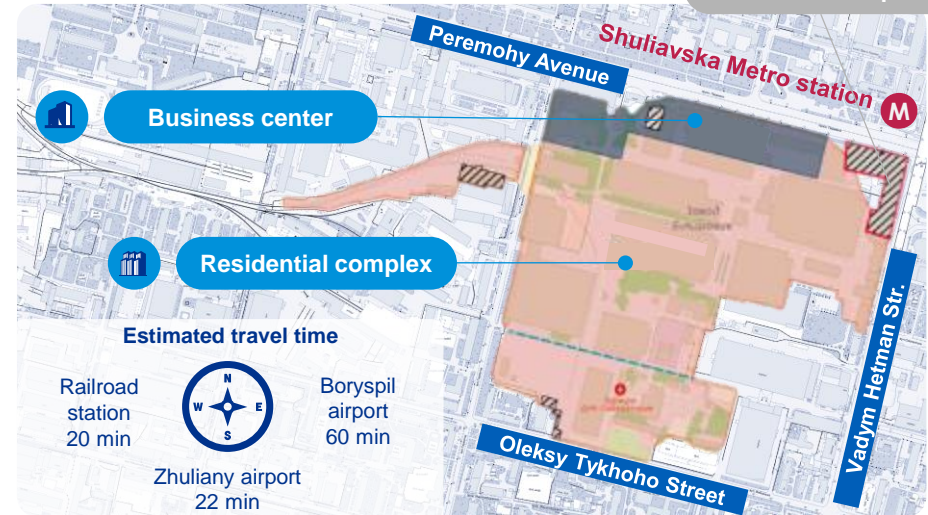 Peremohy Avenue
Shuliavska Metro station
M
Business center
Residential complex
Estimated travel time
Railroad
station
20 min
N
W
E
S
Boryspil
airport
60 min
Zhuliany airport
22 min
Oleksy Tykhoho Street
Vadym Hetman Str.